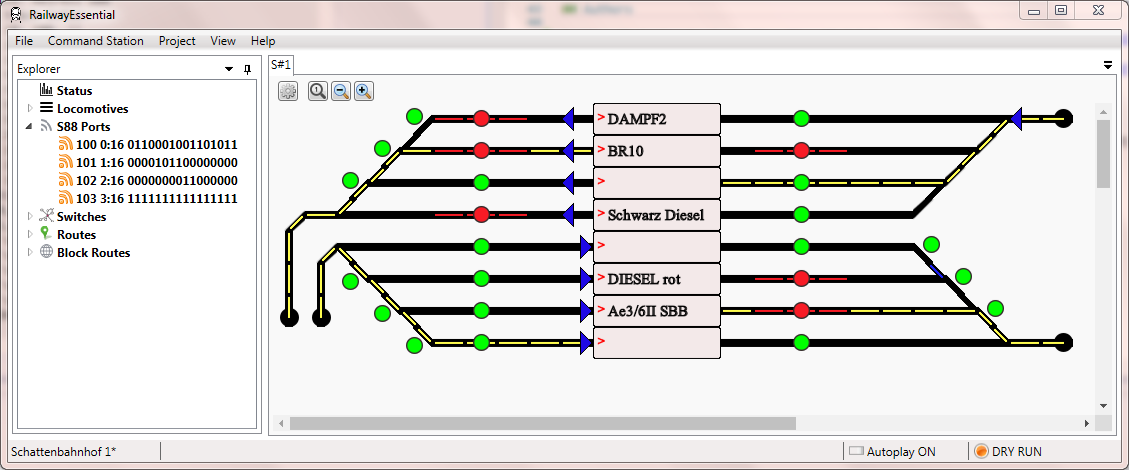 RailwayEssential
File Command Station Project View Help
Explorer
Status
Locomotives
S88 Ports
100 0:16 0110001001101011
101 1:16 0000101100000000
102 2:16 0000000011000000
103 3:16 1111111111111111
Switches
Routes
Block Routes
S#1
> DAMPF2
> BR10
>
> Schwarz Diesel
>
> DIESEL rot
> Ae3/6II SBB
>
Schattenbahnhof 1*
Autoplay ON
DRY RUN